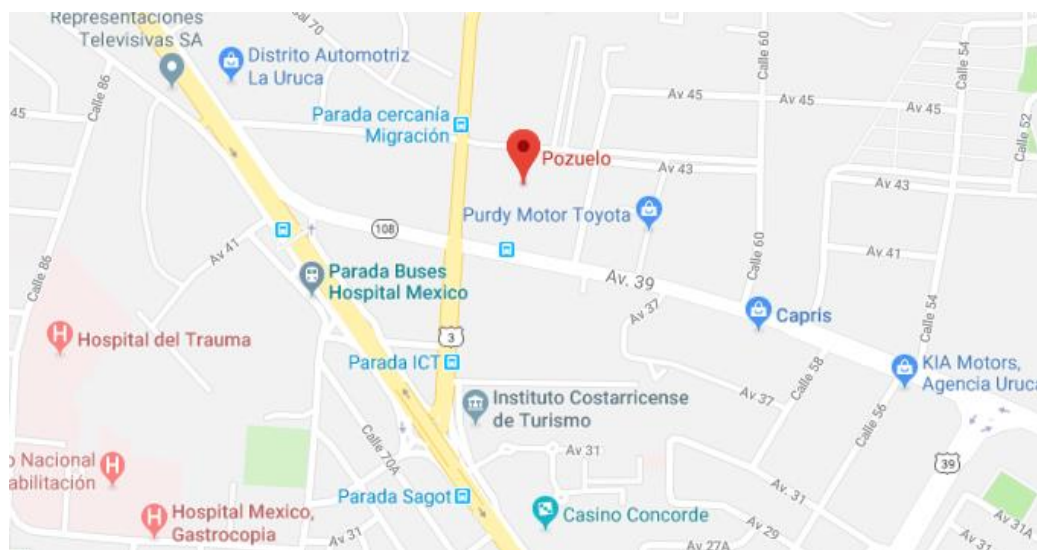 Representaciones
Televisivas SA
Calle 86
Distrito Automotriz
La Uruca
sal 70
Parada cercanía
Migración
Pozuelo
Purdy Motor Toyota
Calle 60
Calle 54
Calle 52
Av 45
Av 45
Av 45
45
Av 43
Av 43
Av 41
Av 41
108
Av. 39
Parada Buses
Hospital Mexico
Calle 86
Hospital del Trauma
3
Parada ICT
Av 37
Calle 60
Capris
Calle 54
Calle 58
KIA Motors,
Agencia Uruca
Instituto Costarricense
de Turismo
Av 37
Calle 56
Calle 70A
Av 31
39
o Nacional
abilitación
Parada Sagot
Casino Concorde
Hospital Mexico,
Gastrocopia
Av 31
Av. 31
Av 29
Av 27A
Av 31
Av 31A